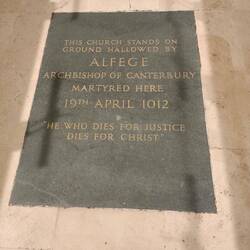 THIS CHURCH STANDS ON
GROUND HALLOWED BY
ALFEGE
ARCHBISHOP OF CANTERBURY
MARTYRED HERE
19TH APRIL 1012
"HE WHO DIES FOR JUSTICE
DIES FOR CHRIST"